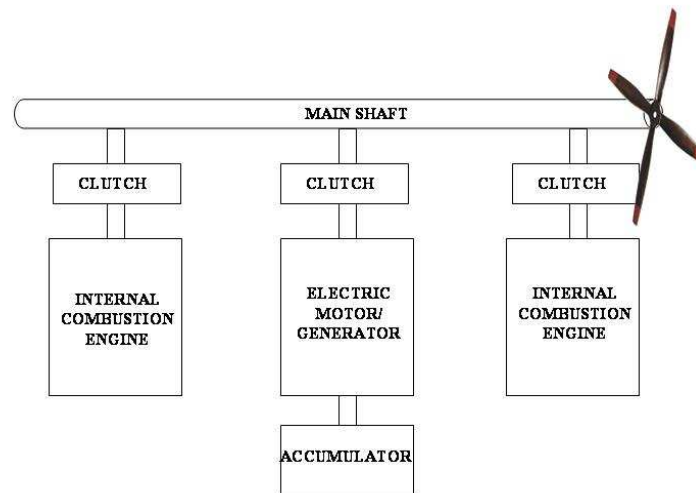 MAIN SHAFT
CLUTCH
CLUTCH
CLUTCH
INTERNAL
COMBUSTION
ENGINE
ELECTRIC
MOTOR/
GENERATOR
INTERNAL
COMBUSTION
ENGINE
ACCUMULATOR